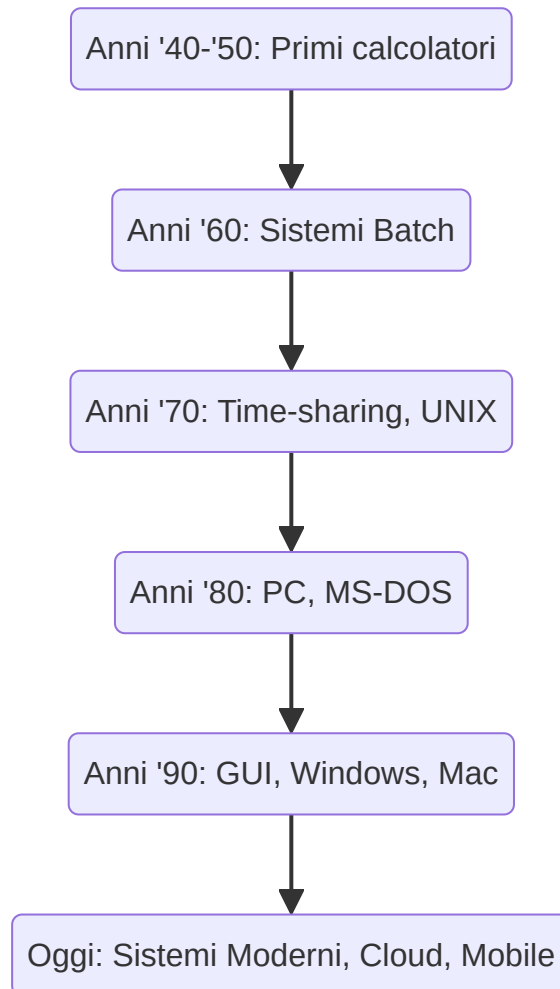 Anni '40-'50: Primi calcolatori
Anni '60: Sistemi Batch
Anni '70: Time-sharing, UNIX
Anni '80: PC, MS-DOS
Anni '90: GUI, Windows, Mac
Oggi: Sistemi Moderni, Cloud, Mobile